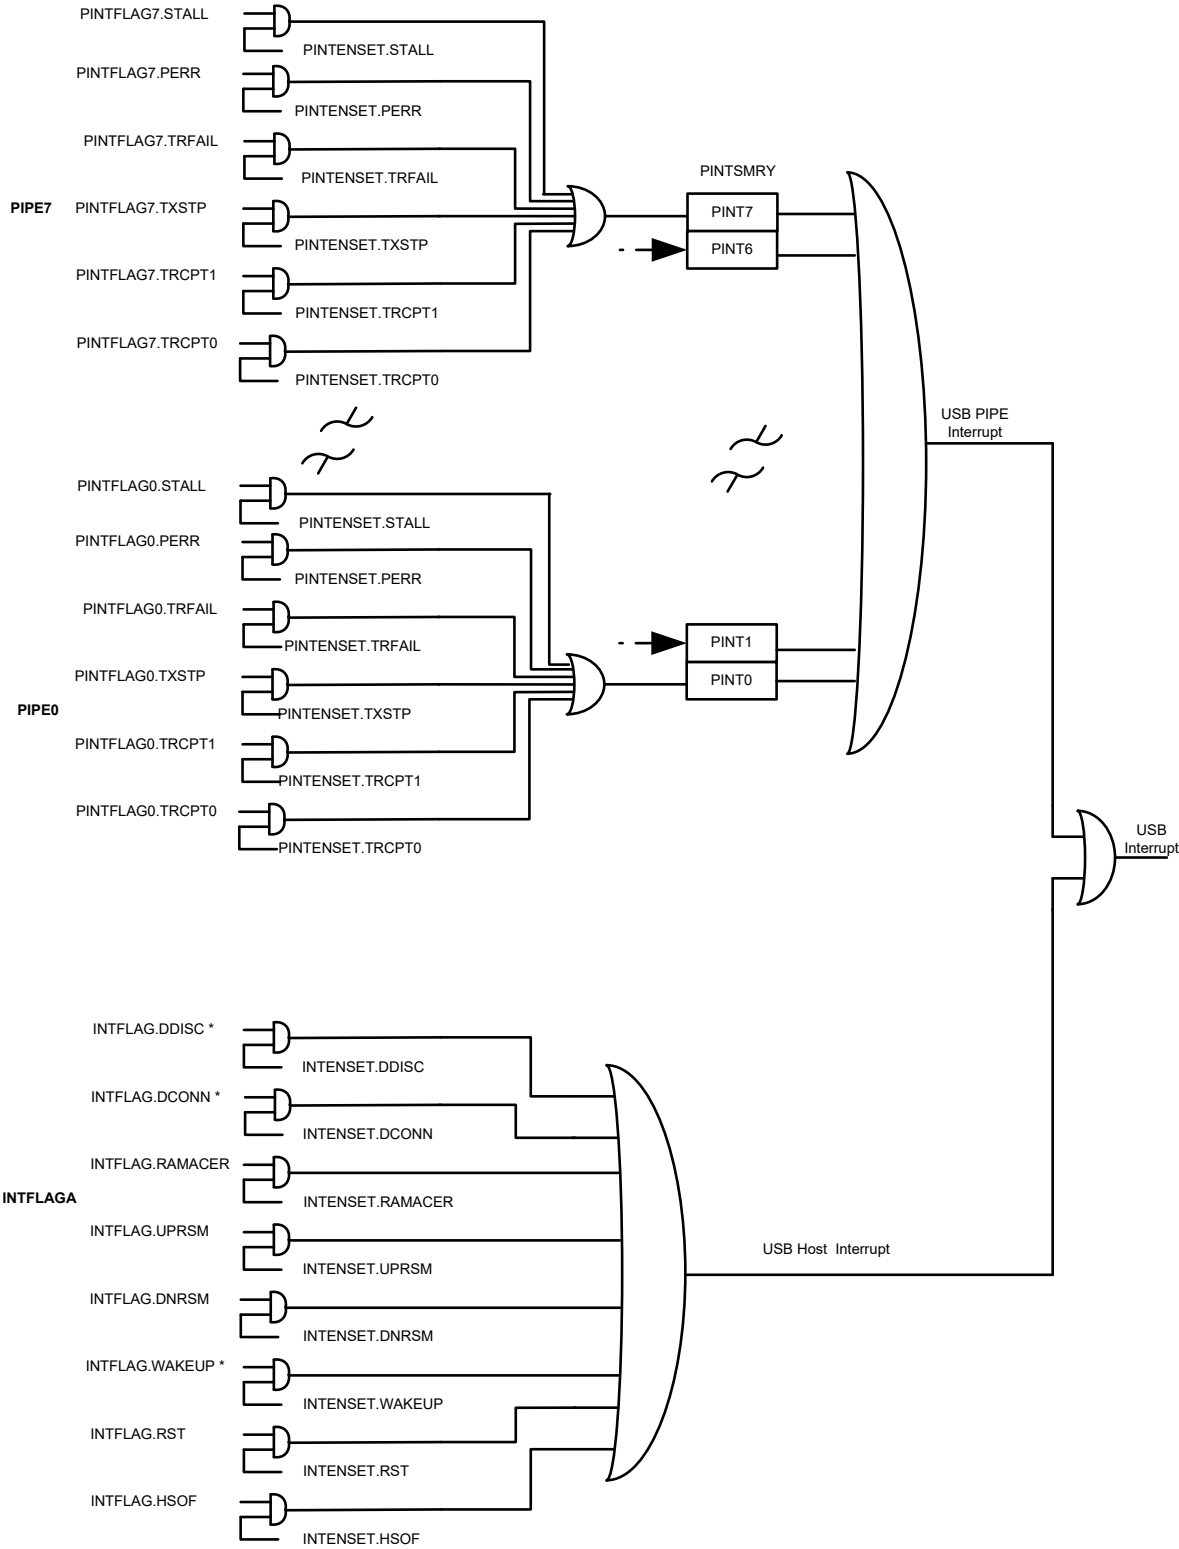 PINTFLAG7.STALL
PINTENSET.STALL
PINTFLAG7.PERR
PINTENSET.PERR
PINTFLAG7.TRFAIL
PINTENSET.TRFAIL
PINTSMRY
PIPE7
PINTFLAG7.TXSTP
PINT7
PINTENSET.TXSTP
PINT6
PINTFLAG7.TRCPT1
PINTENSET.TRCPT1
PINTFLAG7.TRCPT0
PINTENSET.TRCPT0
USB PIPE
Interrupt
PINTFLAG0.STALL
PINTENSET.STALL
PINTFLAG0.PERR
PINTENSET.PERR
PINTFLAG0.TRFAIL
PINTENSET.TRFAIL
PINT1
PINTFLAG0.TXSTP
PINT0
PIPE0
PINTENSET.TXSTP
PINTFLAG0.TRCPT1
PINTENSET.TRCPT1
PINTFLAG0.TRCPT0
PINTENSET.TRCPT0
USB
Interrupt
INTFLAG.DDISC *
INTENSET.DDISC
INTFLAG.DCONN *
INTENSET.DCONN
INTFLAG.RAMACER
INTFLAGA
INTENSET.RAMACER
INTFLAG.UPRSM
USB Host Interrupt
INTENSET.UPRSM
INTFLAG.DNRSM
INTENSET.DNRSM
INTFLAG.WAKEUP *
INTENSET.WAKEUP
INTFLAG.RST
INTENSET.RST
INTFLAG.HSOF
INTENSET.HSOF